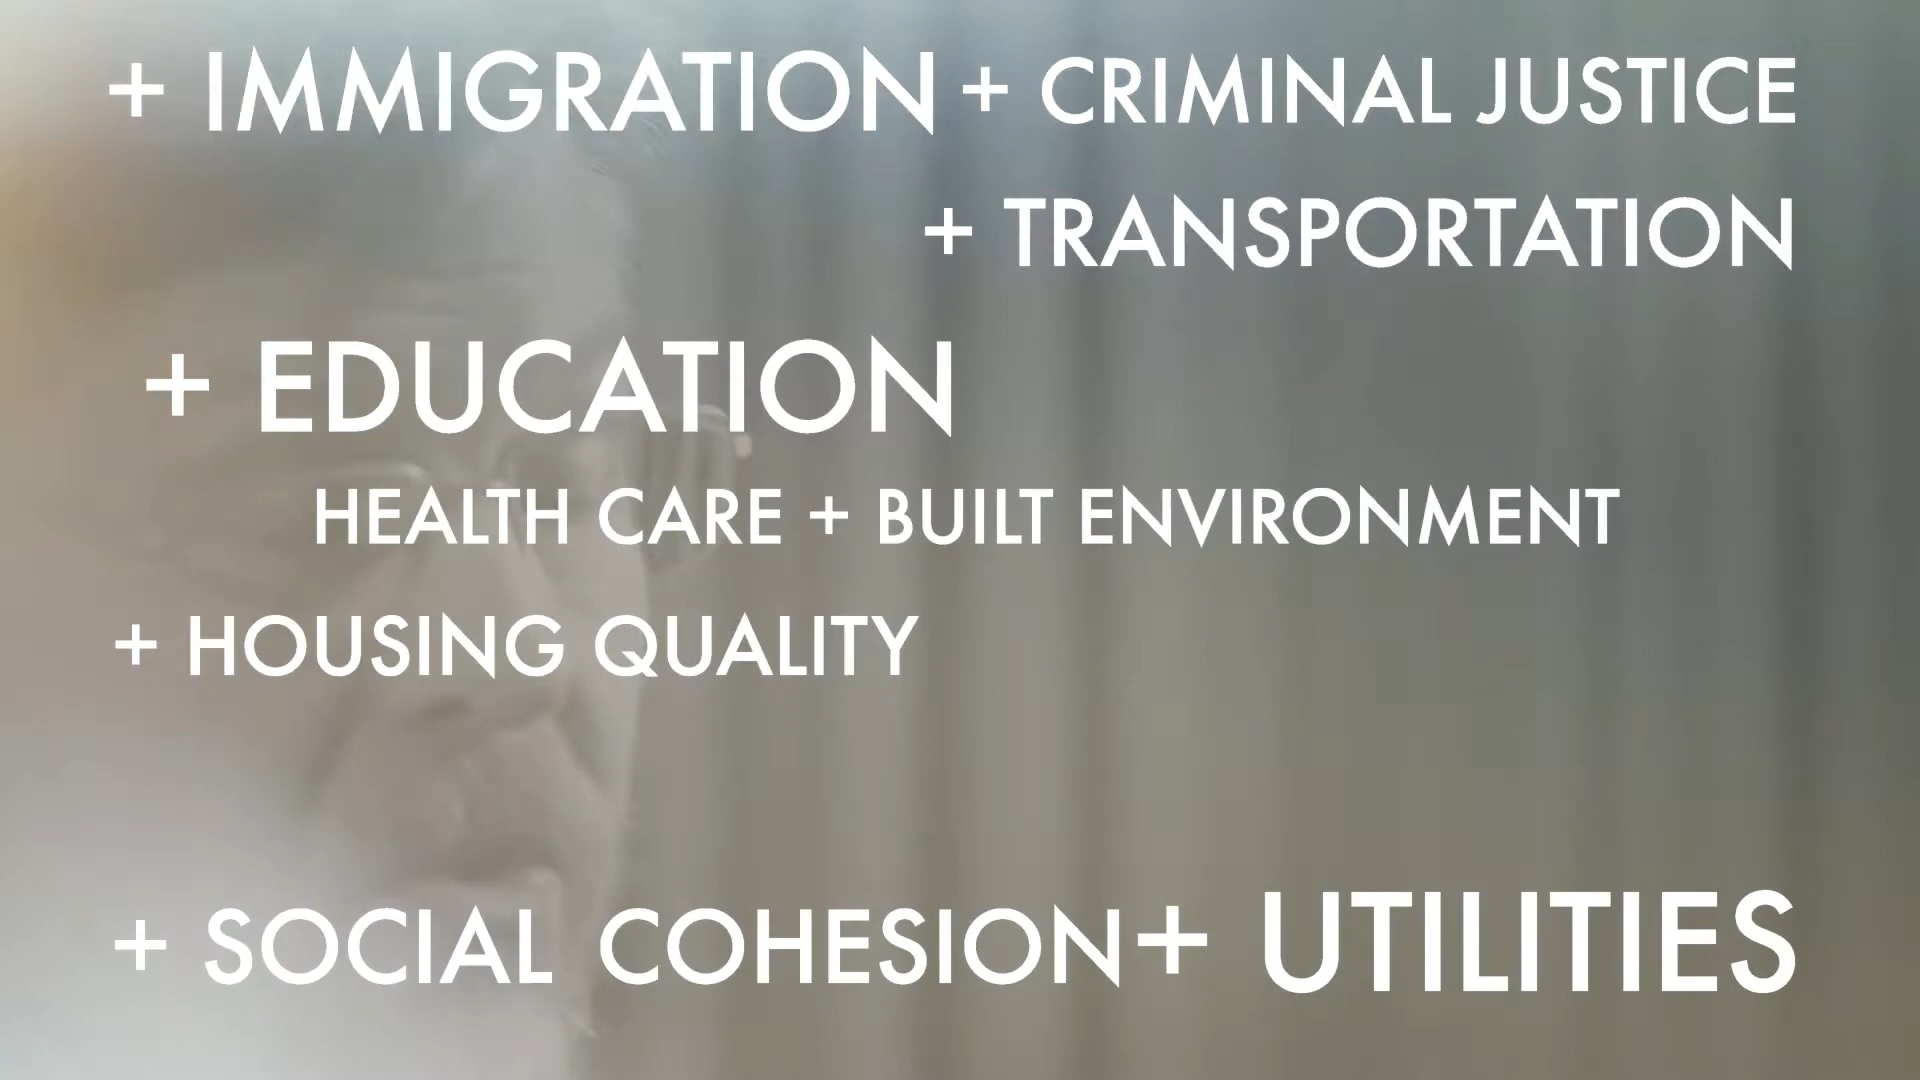 + IMMIGRATION + CRIMINAL JUSTICE
+ TRANSPORTATION
+ EDUCATION
HEALTH CARE + BUILT ENVIRONMENT
+ HOUSING QUALITY
+ SOCIAL COHESION + UTILITIES